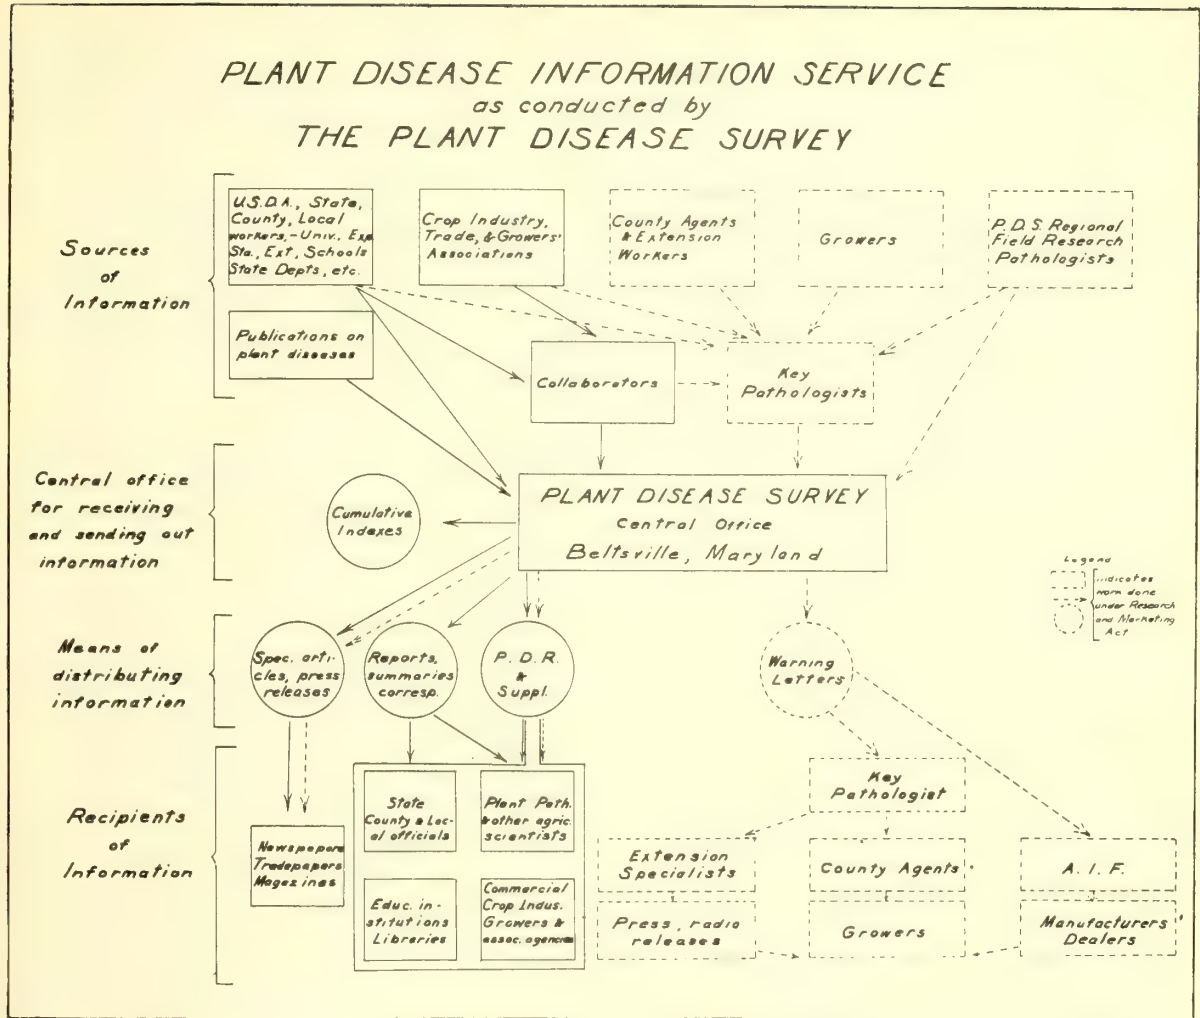 PLANT DISEASE INFORMATION SERVICE
as conducted by
THE PLANT DISEASE SURVEY
Sources
of
Information
U.S.D.A., State,
County, Local
workers,-Univ., Exp.
Sta., Ext., Schools
State Depts, etc.
Crop Industry,
Trade, & Growers'
Associations
County Agents
& Extension
Workers
Growers
P.D.S. Regional
Field Research
Pathologists
Publications on
plant diseases
Collaborators
Key
Pathologists
Central office
for receiving
and sending out
information
Cumulative
Indexes
PLANT DISEASE SURVEY
Central Office
Beltsville, Maryland
Legend
indicates
work done
under Research
and Marketing
Act
Means of
distributing
information
Spec. arti-
cles, press
releases
Reports,
summaries
corresp.
P. D. R.
&
Suppl.
Warning
Letters
Recipients
of
Information
Newspapers
Tradepapers
Magazines
State
County & Loc-
al officials
Plant Path.
& other agric.
scientists
Educ. in-
stitutions
Libraries
Commercial
Crop Indus.
Growers &
assoc. agencies
Key
Pathologist
Extension
Specialists
County Agents
A. I. F.
Press, radio
releases
Growers
Manufacturers
Dealers